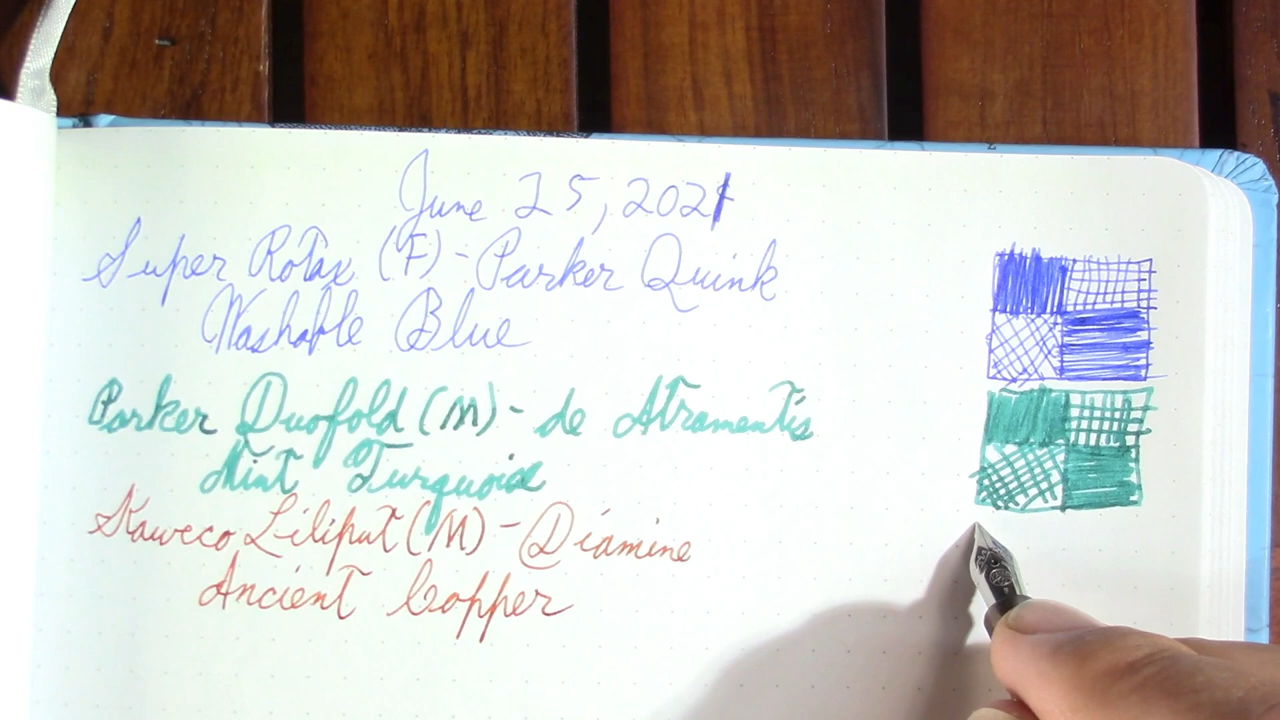 June 25, 2021
Super Rotax (F) - Parker Quink
Washable Blue
Parker Duofold (M) - de Atramentis
Mint Turquoise
Kaweco Liliput (M) - Diamine
Ancient Copper